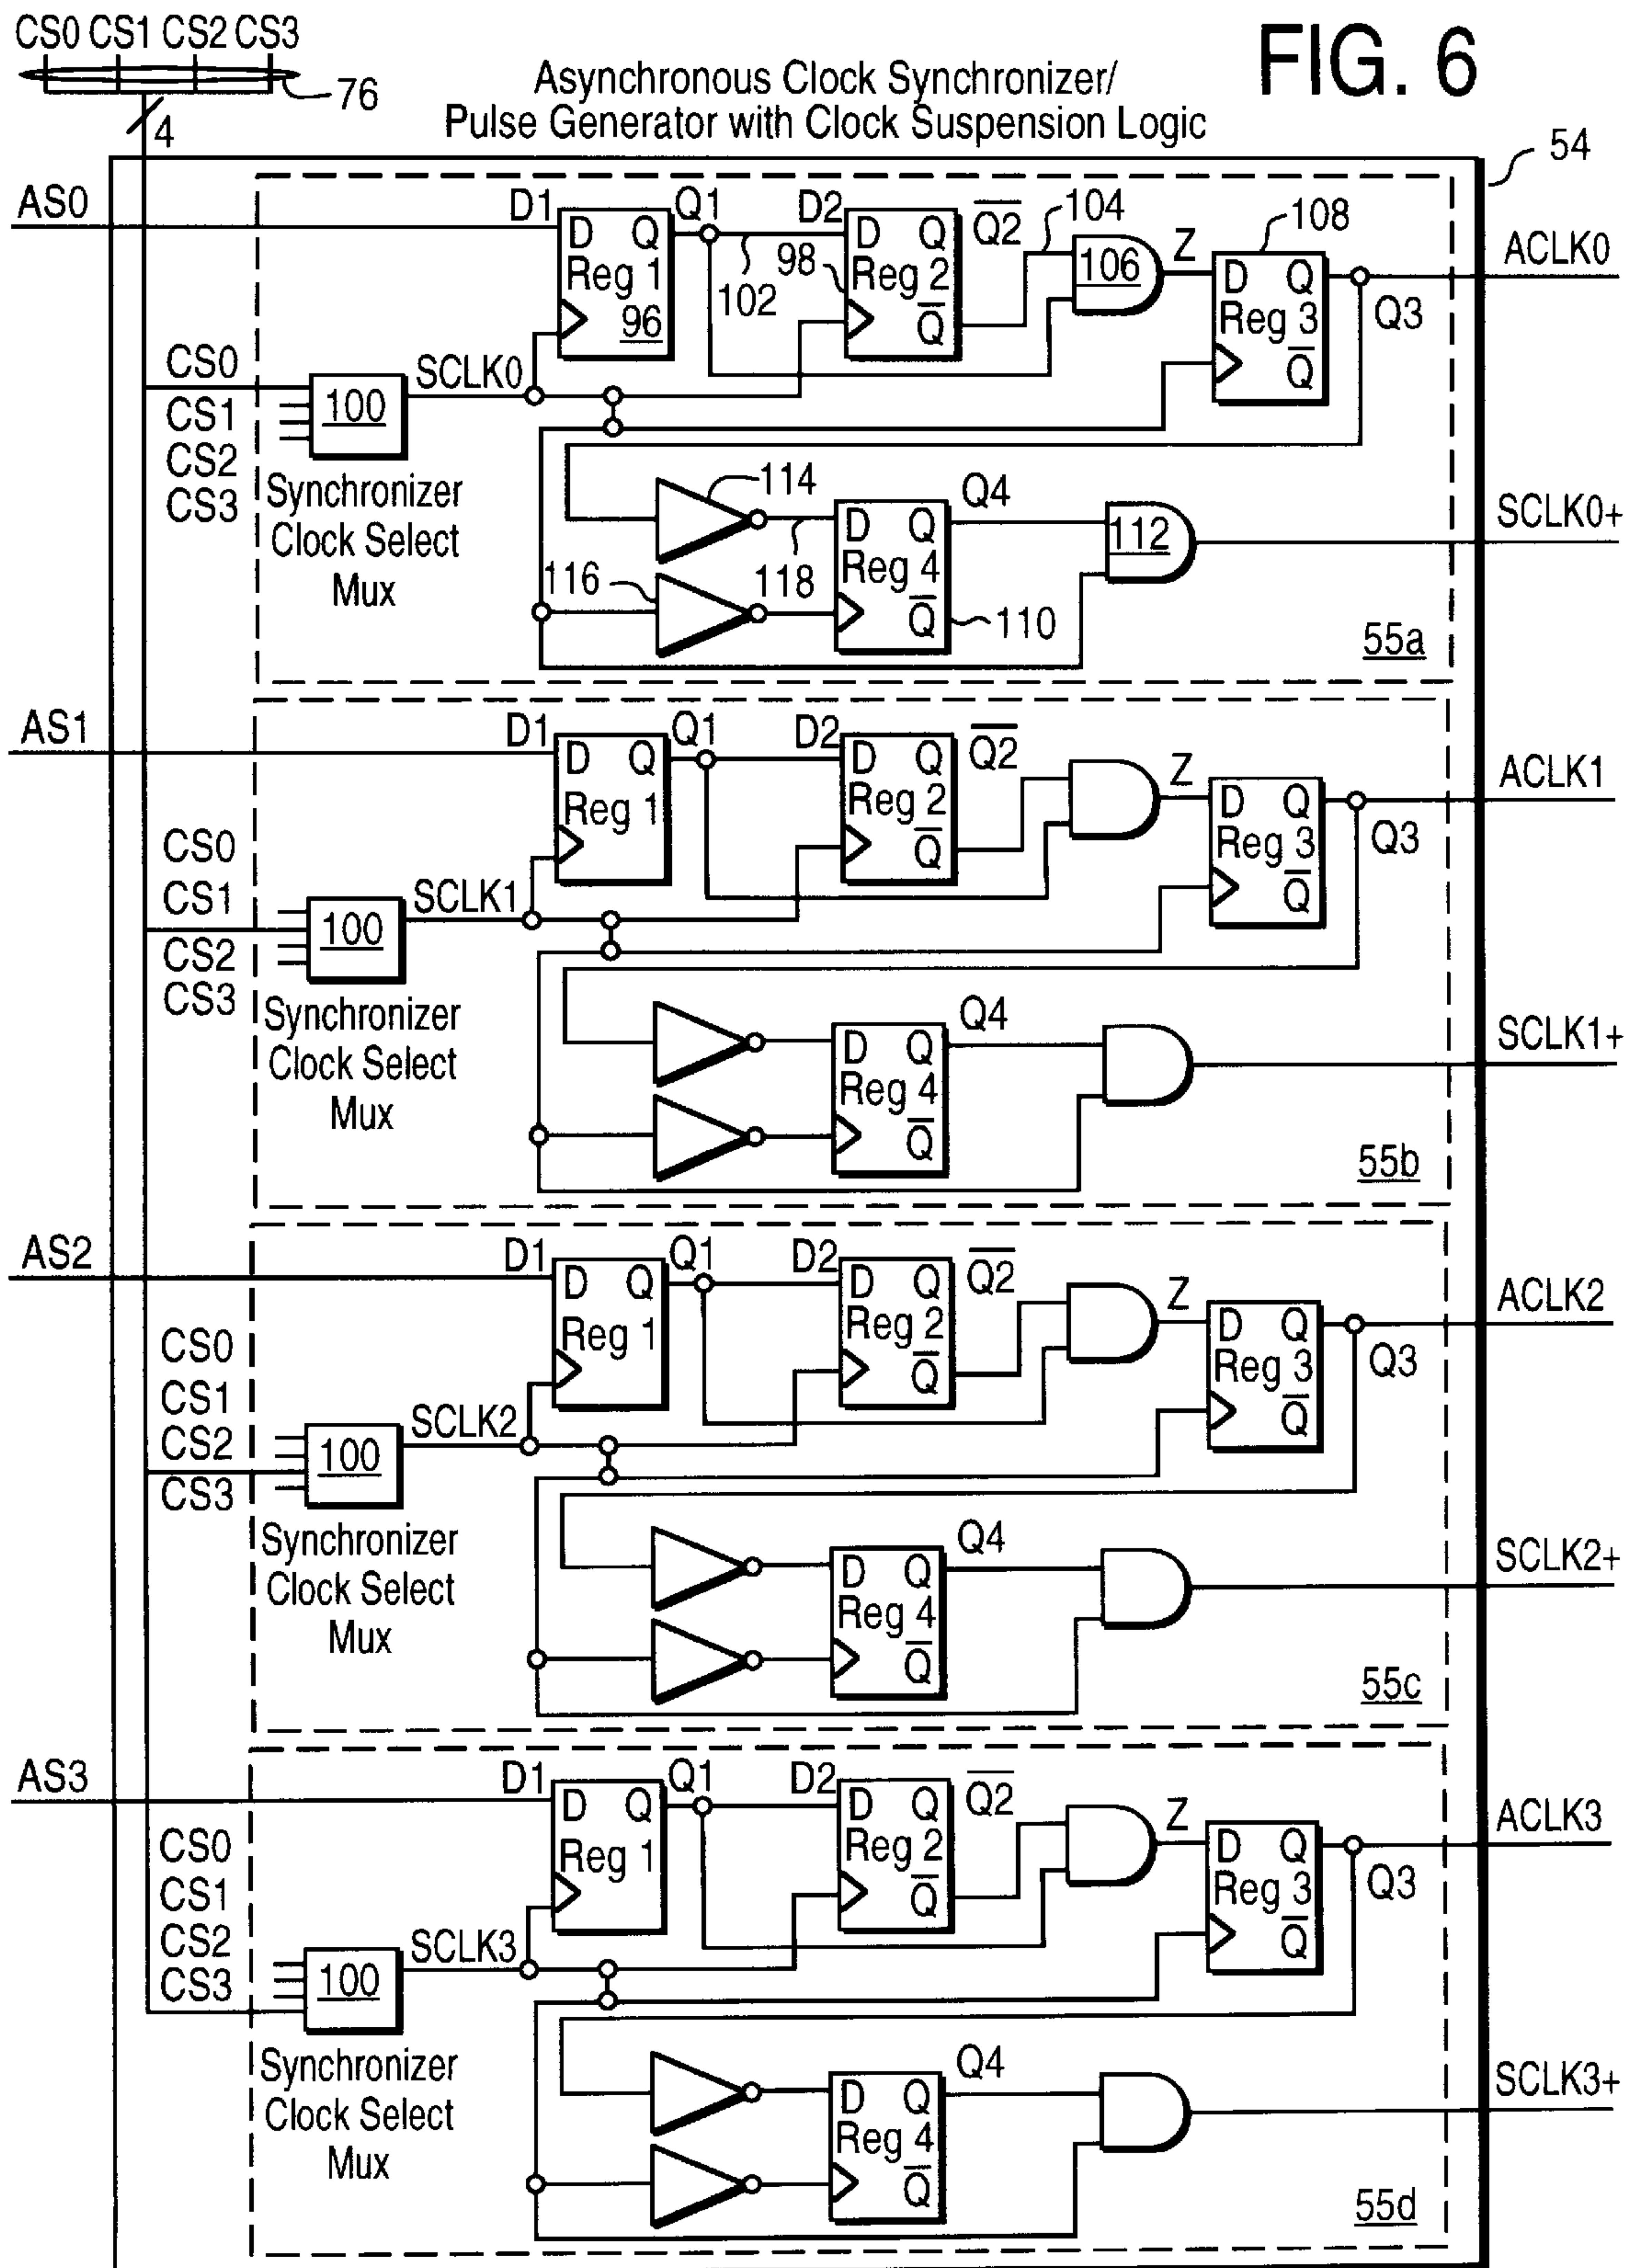 CS0 CS1 CS2 CS3
76
4
FIG. 6
Asynchronous Clock Synchronizer/
Pulse Generator with Clock Suspension Logic
54
AS0
D1
D Q
Reg 1
96
Q1
102
D2
98
D Q
Reg 2
Q̅
Q̅2̅
104
106
Z
108
D Q
Reg 3
Q̅
Q3
ACLK0
CS0
CS1
CS2
CS3
100
SCLK0
Synchronizer
Clock Select
Mux
114
116
118
D Q
Reg 4
Q̅
110
Q4
112
SCLK0+
55a
AS1
D1
D Q
Reg 1
Q1
D2
D Q
Reg 2
Q̅
Q̅2̅
Z
D Q
Reg 3
Q̅
Q3
ACLK1
CS0
CS1
CS2
CS3
100
SCLK1
Synchronizer
Clock Select
Mux
D Q
Reg 4
Q̅
Q4
SCLK1+
55b
AS2
D1
D Q
Reg 1
Q1
D2
D Q
Reg 2
Q̅
Q̅2̅
Z
D Q
Reg 3
Q̅
Q3
ACLK2
CS0
CS1
CS2
CS3
100
SCLK2
Synchronizer
Clock Select
Mux
D Q
Reg 4
Q̅
Q4
SCLK2+
55c
AS3
D1
D Q
Reg 1
Q1
D2
D Q
Reg 2
Q̅
Q̅2̅
Z
D Q
Reg 3
Q̅
Q3
ACLK3
CS0
CS1
CS2
CS3
100
SCLK3
Synchronizer
Clock Select
Mux
D Q
Reg 4
Q̅
Q4
SCLK3+
55d